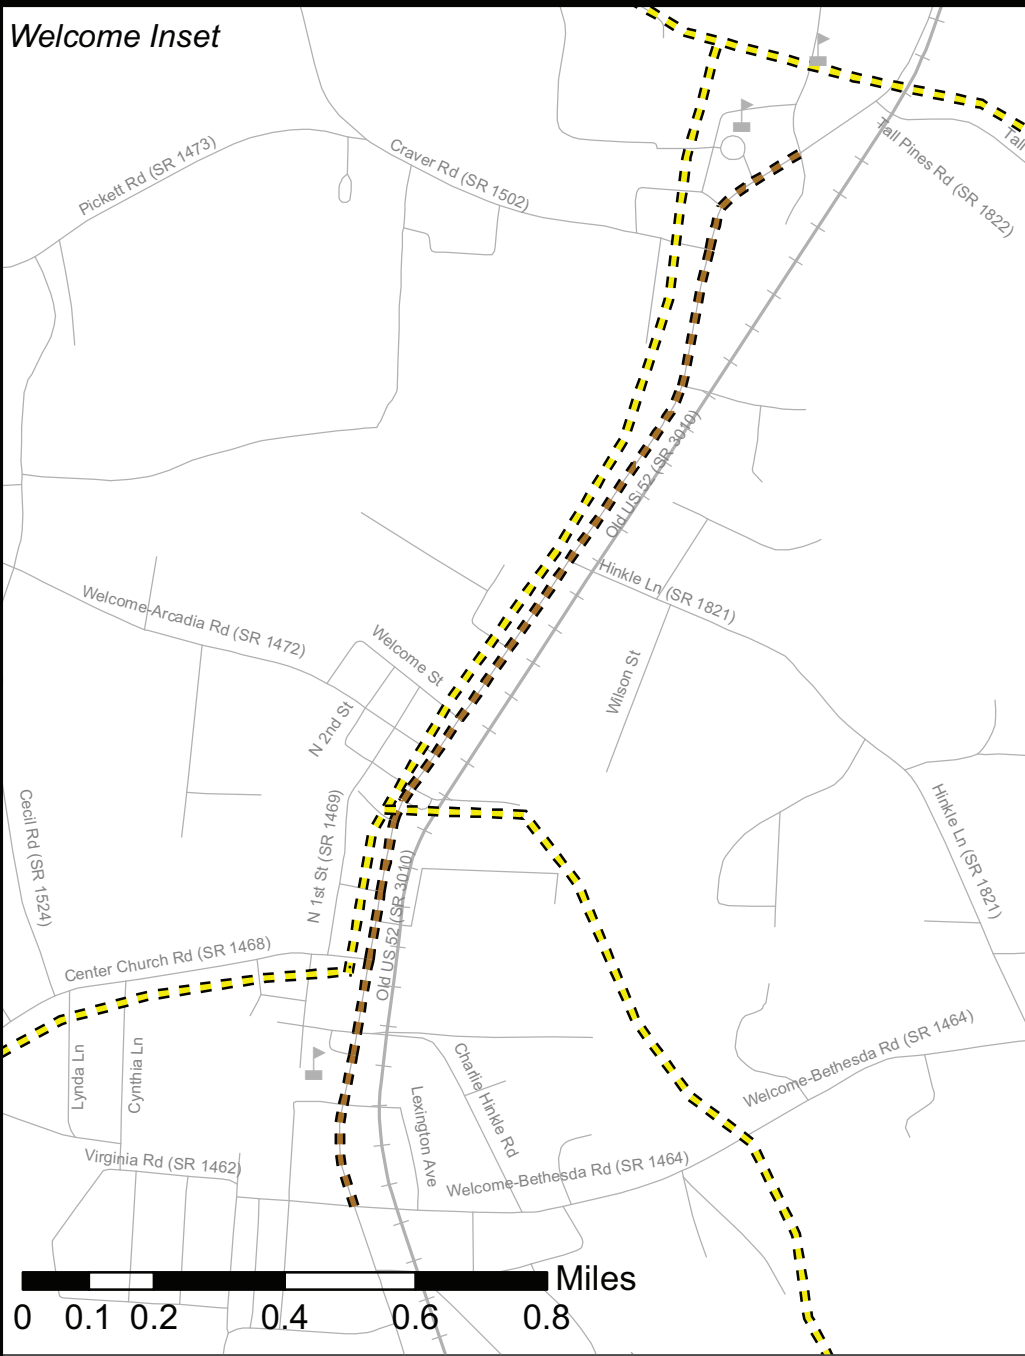 Welcome Inset
Pickett Rd (SR 1473)
Craver Rd (SR 1502)
Tall Pines Rd (SR 1822)
Tall
Old US 52 (SR 3010)
Hinkle Ln (SR 1821)
Welcome-Arcadia Rd (SR 1472)
Welcome St
Wilson St
N 2nd St
Cecil Rd (SR 1524)
N 1st St (SR 1469)
Hinkle Ln (SR 1821)
Old US 52 (SR 3010)
Center Church Rd (SR 1468)
Lynda Ln
Cynthia Ln
Charlie Hinkle Rd
Welcome-Bethesda Rd (SR 1464)
Lexington Ave
Virginia Rd (SR 1462)
Welcome-Bethesda Rd (SR 1464)
Miles
0 0.1 0.2 0.4 0.6 0.8